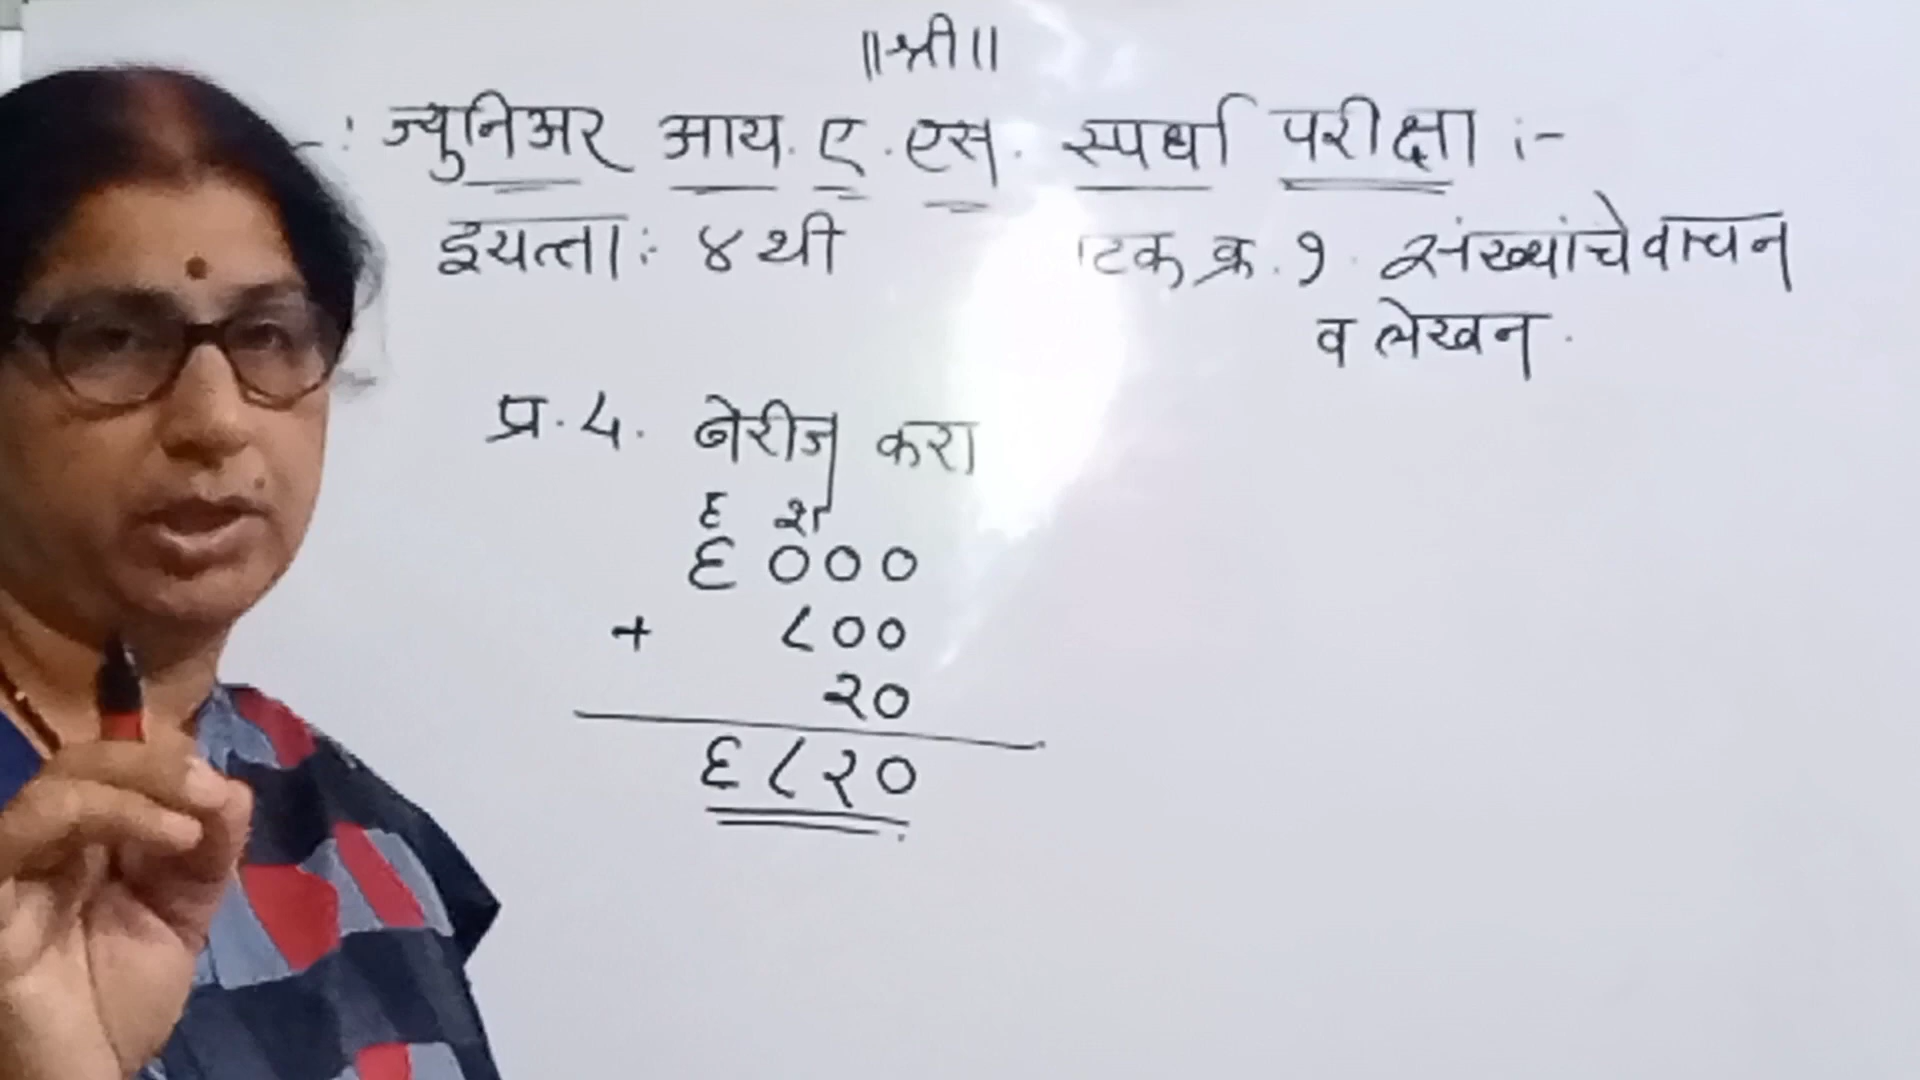 ॥श्री॥
-: ज्युनिअर आय. ए. एस. स्पर्धा परीक्षा :-
इयत्ता :- ४थी टक क्र. १. संख्यांचे वाचन
व लेखन.
प्र. ५. बेरीज करा
ह श
६०००
+ ८००
२०
६८२०